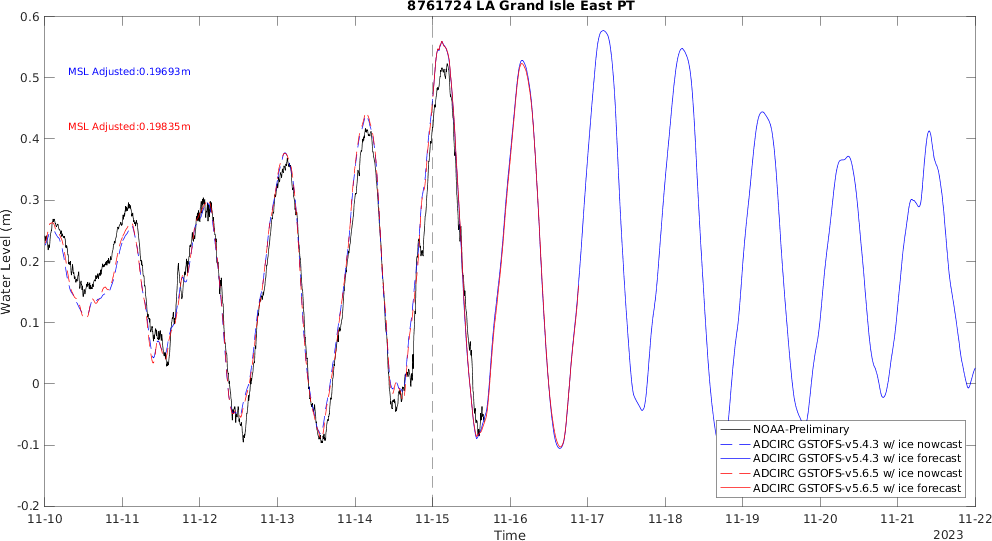 8761724 LA Grand Isle East PT
0.6
0.5
0.4
0.3
0.2
0.1
0
-0.1
-0.2
Water Level (m)
MSL Adjusted:0.19693m
MSL Adjusted:0.19835m
NOAA-Preliminary
ADCIRC GSTOFS-v5.4.3 w/ ice nowcast
ADCIRC GSTOFS-v5.4.3 w/ ice forecast
ADCIRC GSTOFS-v5.6.5 w/ ice nowcast
ADCIRC GSTOFS-v5.6.5 w/ ice forecast
11-10 11-11 11-12 11-13 11-14 11-15 11-16 11-17 11-18 11-19 11-20 11-21 11-22
Time
2023